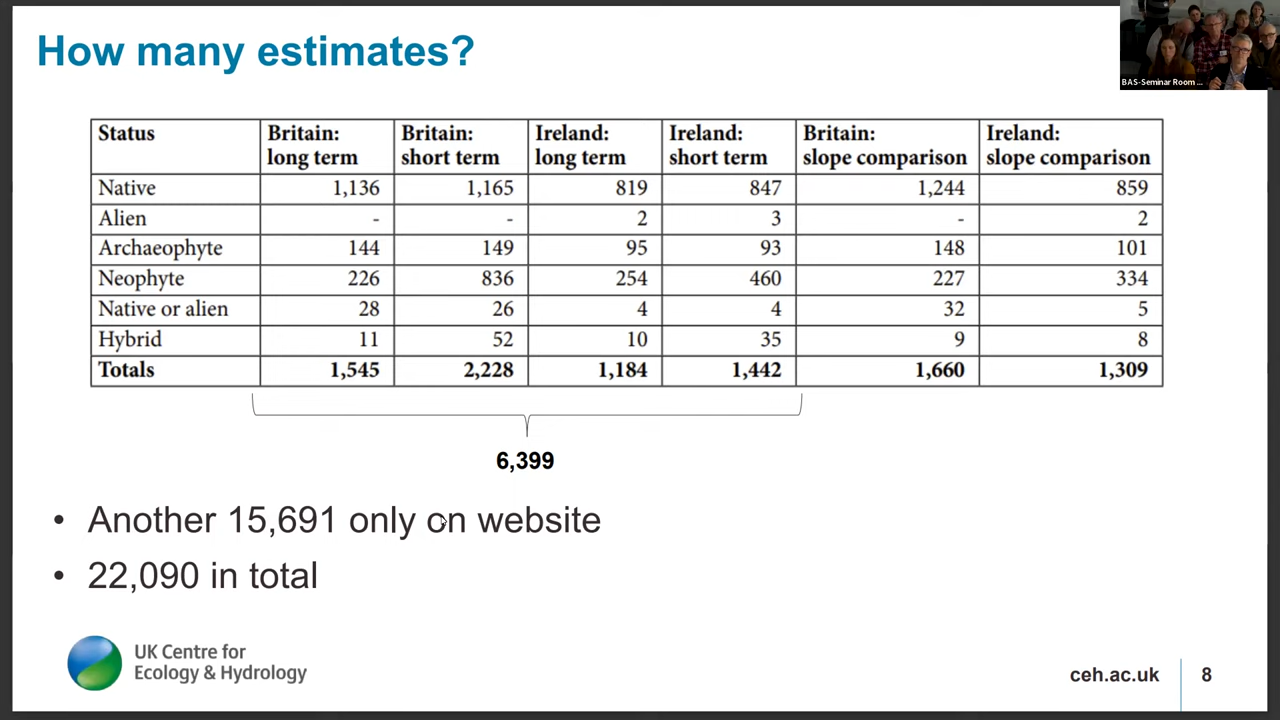 How many estimates?
BAS-Seminar Room ...
Status Britain: long term Britain: short term Ireland: long term Ireland: short term Britain: slope comparison Ireland: slope comparison
Native 1,136 1,165 819 847 1,244 859
Alien - - 2 3 - 2
Archaeophyte 144 149 95 93 148 101
Neophyte 226 836 254 460 227 334
Native or alien 28 26 4 4 32 5
Hybrid 11 52 10 35 9 8
Totals 1,545 2,228 1,184 1,442 1,660 1,309
6,399
• Another 15,691 only on website
• 22,090 in total
UK Centre for
Ecology & Hydrology
ceh.ac.uk 8